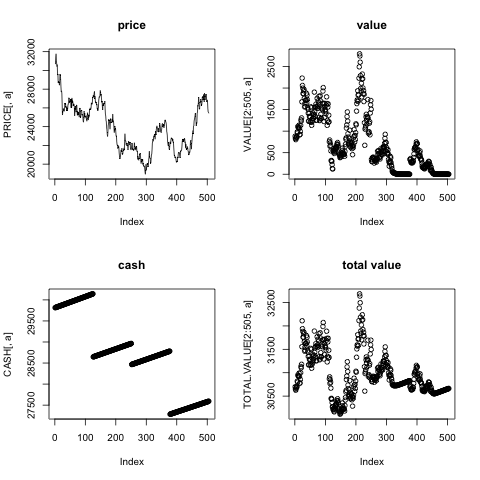 price
PRICE[, a]
20000 24000 28000 32000
0 100 200 300 400 500
Index
value
VALUE[2:505, a]
0 500 1500 2500
0 100 200 300 400 500
Index
cash
CASH[, a]
27500 28500 29500
0 100 200 300 400 500
Index
total value
TOTAL.VALUE[2:505, a]
30500 31500 32500
0 100 200 300 400 500
Index